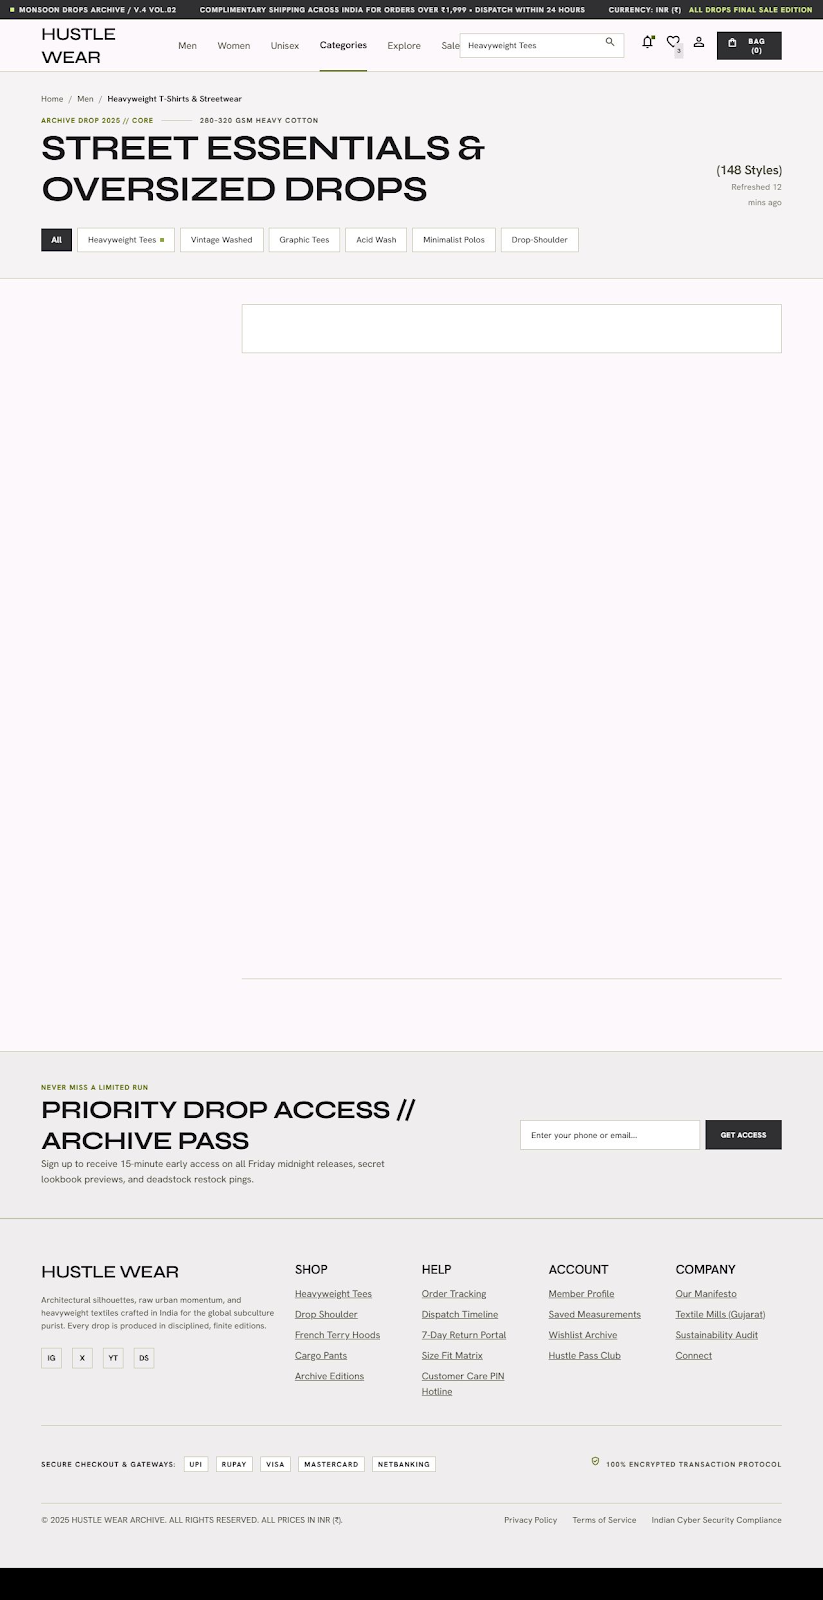 MONSOON DROPS ARCHIVE / V.4 VOL.02 COMPLIMENTARY SHIPPING ACROSS INDIA FOR ORDERS OVER ₹1,999 • DISPATCH WITHIN 24 HOURS CURRENCY: INR (₹) ALL DROPS FINAL SALE EDITION
HUSTLE
WEAR
Men Women Unisex Categories Explore Sale Heavyweight Tees 3 BAG
(0)
Home / Men / Heavyweight T-Shirts & Streetwear
ARCHIVE DROP 2025 // CORE 280-320 GSM HEAVY COTTON
STREET ESSENTIALS &
OVERSIZED DROPS
(148 Styles)
Refreshed 12
mins ago
All Heavyweight Tees Vintage Washed Graphic Tees Acid Wash Minimalist Polos Drop-Shoulder
NEVER MISS A LIMITED RUN
PRIORITY DROP ACCESS //
ARCHIVE PASS
Sign up to receive 15-minute early access on all Friday midnight releases, secret
lookbook previews, and deadstock restock pings.
Enter your phone or email... GET ACCESS
HUSTLE WEAR
Architectural silhouettes, raw urban momentum, and
heavyweight textiles crafted in India for the global subculture
purist. Every drop is produced in disciplined, finite editions.
IG X YT DS
SHOP
Heavyweight Tees
Drop Shoulder
French Terry Hoods
Cargo Pants
Archive Editions
HELP
Order Tracking
Dispatch Timeline
7-Day Return Portal
Size Fit Matrix
Customer Care PIN
Hotline
ACCOUNT
Member Profile
Saved Measurements
Wishlist Archive
Hustle Pass Club
COMPANY
Our Manifesto
Textile Mills (Gujarat)
Sustainability Audit
Connect
SECURE CHECKOUT & GATEWAYS: UPI RUPAY VISA MASTERCARD NETBANKING 100% ENCRYPTED TRANSACTION PROTOCOL
© 2025 HUSTLE WEAR ARCHIVE. ALL RIGHTS RESERVED. ALL PRICES IN INR (₹). Privacy Policy Terms of Service Indian Cyber Security Compliance